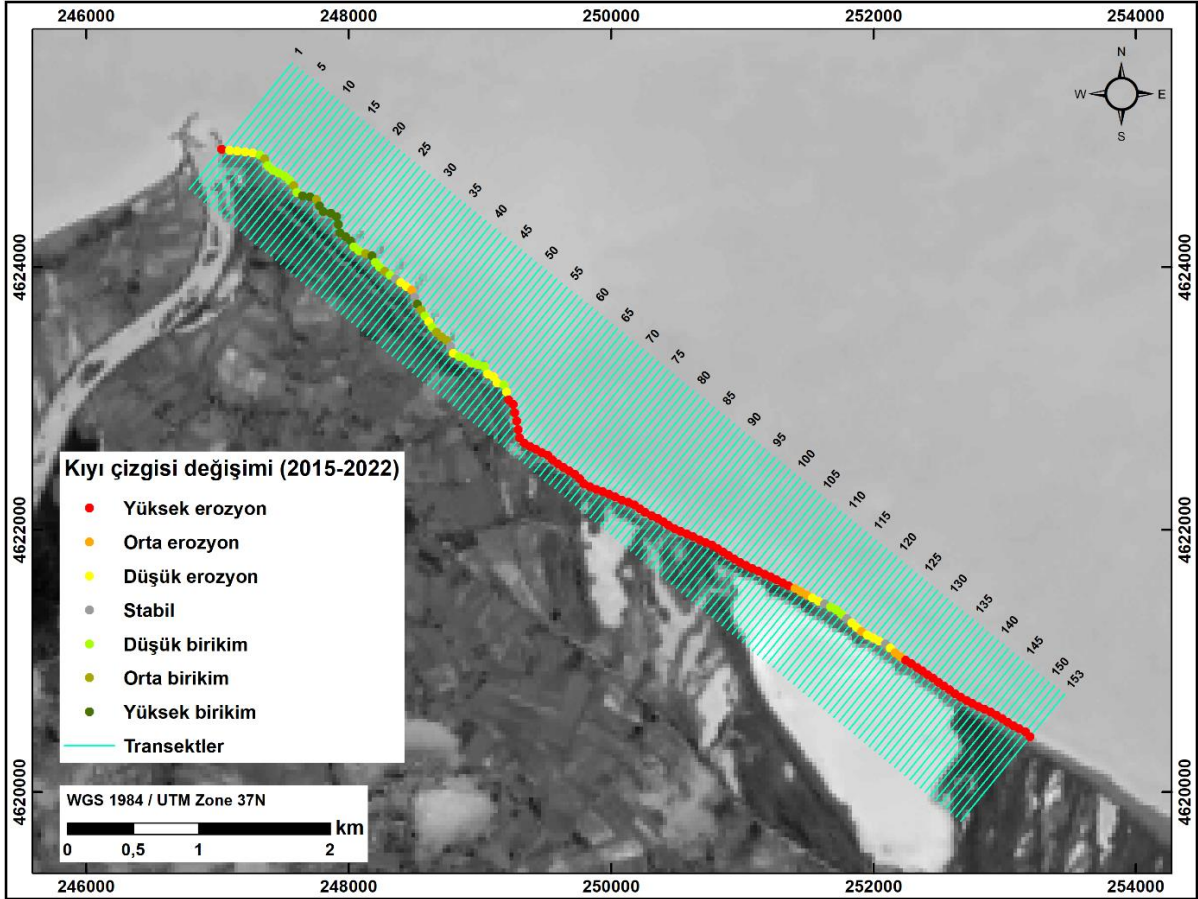 246000 248000 250000 252000 254000
N
W E
S
1
5
10
15
20
25
30
35
40
45
50
55
60
65
70
75
80
85
90
95
100
105
110
115
120
125
130
135
140
145
150
153
4624000 4624000
4622000 4622000
4620000 4620000
Kıyı çizgisi değişimi (2015-2022)
Yüksek erozyon
Orta erozyon
Düşük erozyon
Stabil
Düşük birikim
Orta birikim
Yüksek birikim
Transektler
WGS 1984 / UTM Zone 37N
km
0 0,5 1 2
246000 248000 250000 252000 254000